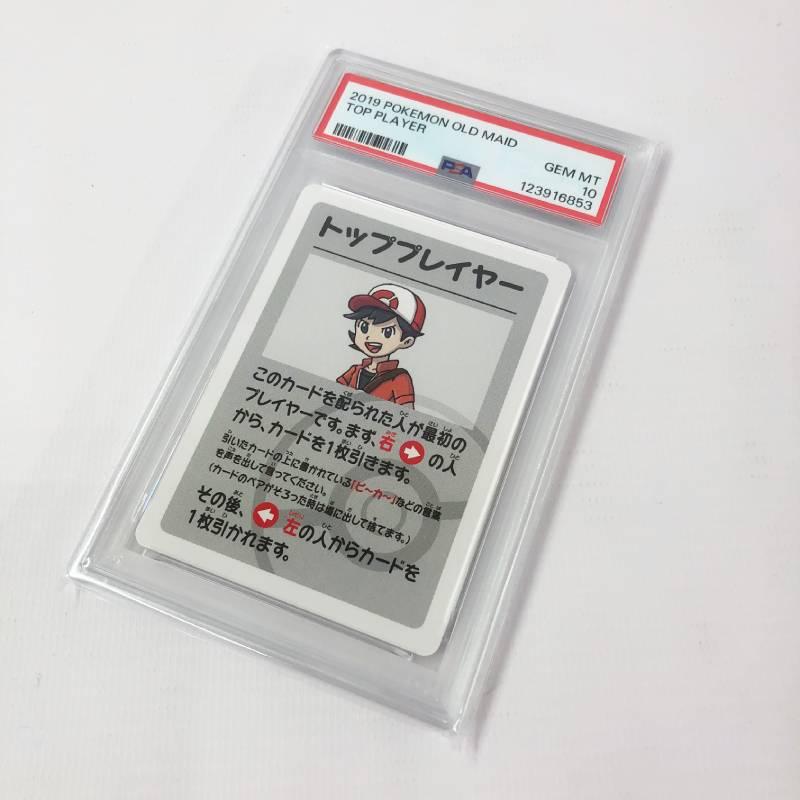 2019 POKEMON OLD MAID
TOP PLAYER
GEM MT
10
PSA
123916853
トッププレイヤー
このカードを配られた人が最初の
プレイヤーです。まず、右の人
から、カードを1枚引きます。
引いたカードの上に書かれている「ピ〜カ〜」などの言葉
を声を出して言ってください。
(カードのペアがそろった時は場に出して捨てます。)
その後、左の人からカードを
1枚引かれます。